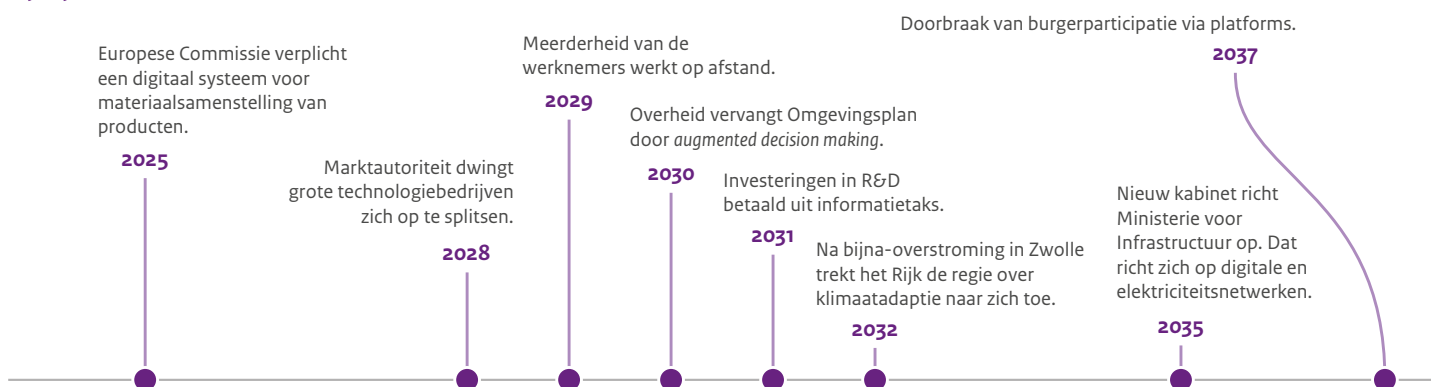 Europese Commissie verplicht
een digitaal systeem voor
materiaalsamenstelling van
producten.
2025
Marktautoriteit dwingt
grote technologiebedrijven
zich op te splitsen.
2028
Meerderheid van de
werknemers werkt op afstand.
2029
Overheid vervangt Omgevingsplan
door augmented decision making.
2030
Investeringen in R&D
betaald uit informatietaks.
2031
Na bijna-overstroming in Zwolle
trekt het Rijk de regie over
klimaatadaptie naar zich toe.
2032
Nieuw kabinet richt
Ministerie voor
Infrastructuur op. Dat
richt zich op digitale en
elektriciteitsnetwerken.
2035
Doorbraak van burgerparticipatie via platforms.
2037